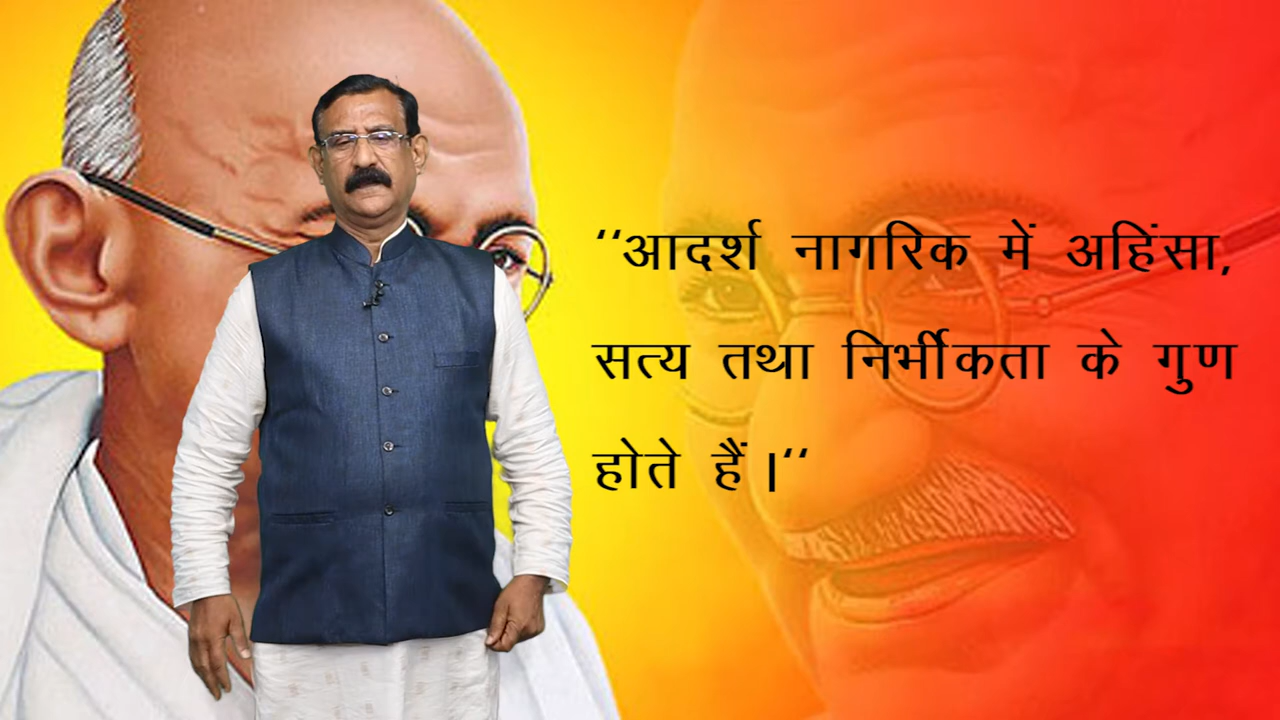 ‘‘आदर्श नागरिक में अहिंसा,
सत्य तथा निर्भीकता के गुण
होते हैं।‘‘